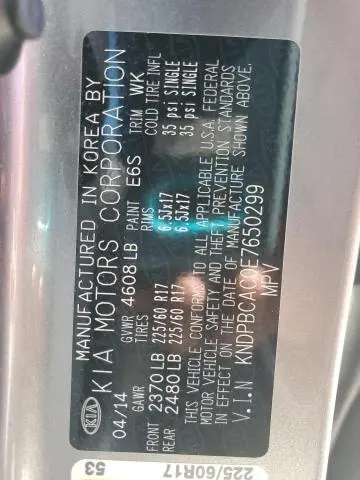 KIA
MANUFACTURED IN KOREA BY
KIA MOTORS CORPORATION
04/14 GVWR 4608LB PAINT E6S TRIM WK
GAWR TIRES RIMS COLD TIRE INFL
FRONT 2370LB 225/60 R17 6.5Jx17 35 psi SINGLE
REAR 2480LB 225/60 R17 6.5Jx17 35 psi SINGLE
THIS VEHICLE CONFORMS TO ALL APPLICABLE U.S.A. FEDERAL
MOTOR VEHICLE SAFETY AND THEFT PREVENTION STANDARDS
IN EFFECT ON THE DATE OF MANUFACTURE SHOWN ABOVE.
V.I.N KNDPBCAC0E7650299
MPV
225/60R17
53